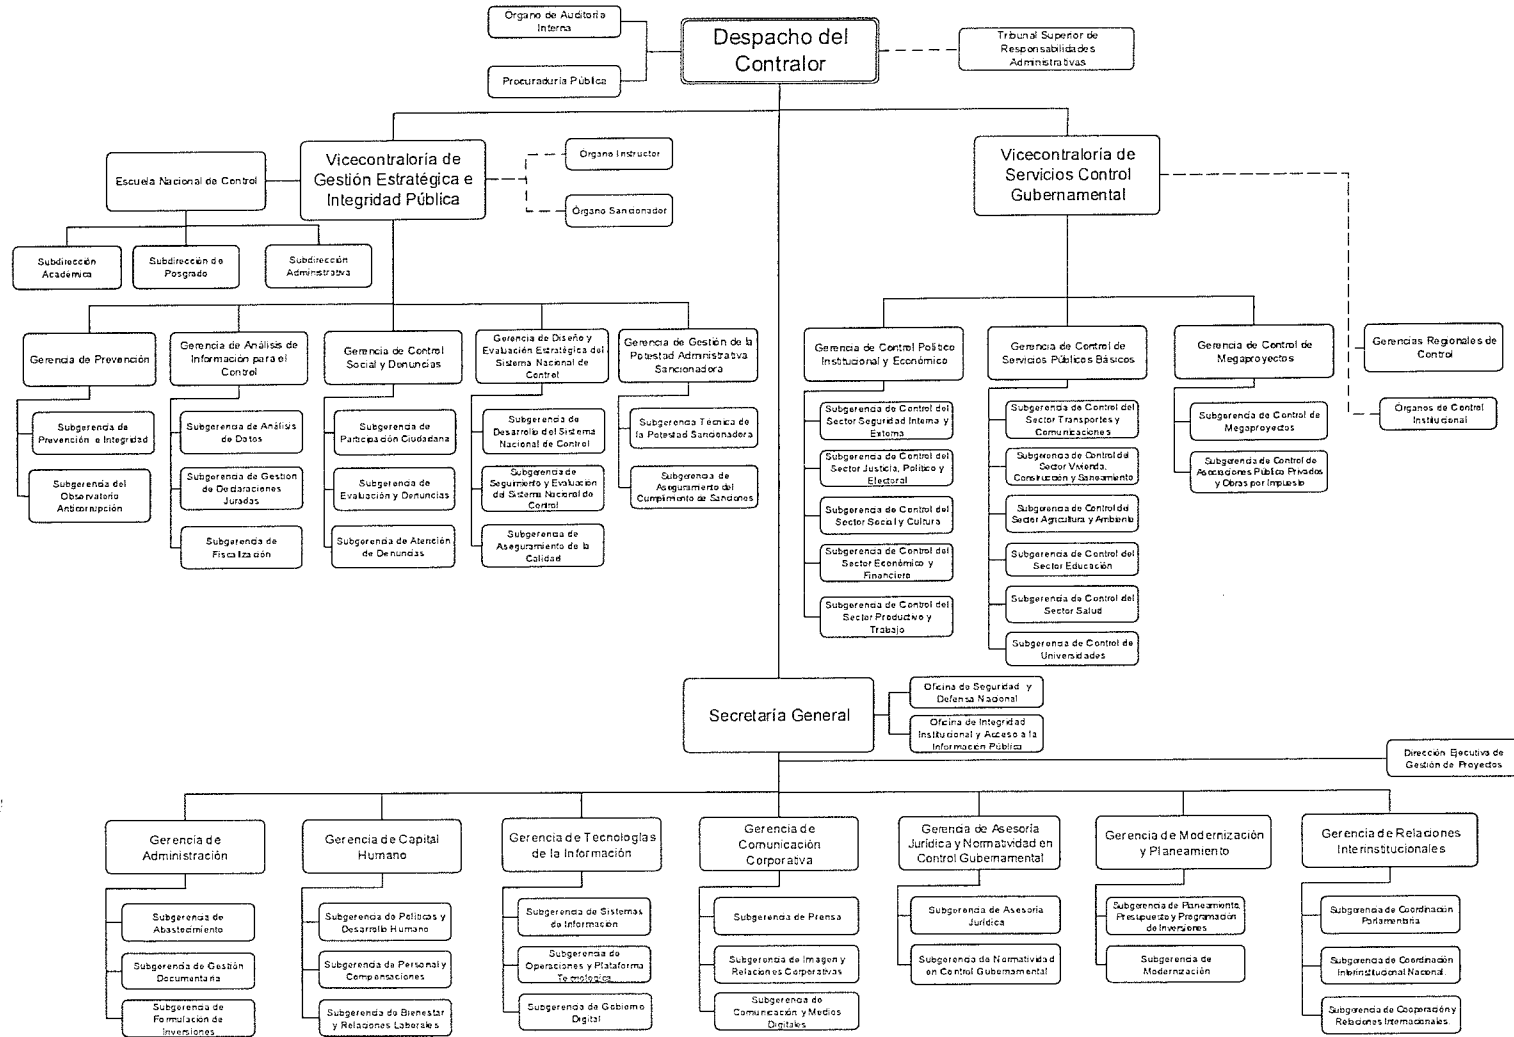 Organo de Auditoria
Interna
Despacho del
Contralor
Tribunal Superior de
Responsabilidades
Administrativas
Procuraduría Pública
Escuela Nacional de Control
Vicecontraloría de
Gestión Estratégica e
Integridad Pública
Órgano Instructor
Órgano Sancionador
Vicecontraloría de
Servicios Control
Gubernamental
Subdirección
Académica
Subdirección de
Posgrado
Subdirección
Administrativa
Gerencia de Prevención
Gerencia de Análisis de
Información para el
Control
Gerencia de Control
Social y Denuncias
Gerencia de Diseño y
Evaluación Estratégica del
Sistema Nacional de
Control
Gerencia de Gestión de la
Potestad Administrativa
Sancionadora
Gerencia de Control Político
Institucional y Económico
Gerencia de Control de
Servicios Públicos Básicos
Gerencia de Control de
Megaproyectos
Gerencias Regionales de
Control
Órganos de Control
Institucional
Subgerencia de
Prevención e Integridad
Subgerencia del
Observatorio
Anticorrupción
Subgerencia de Análisis
de Datos
Subgerencia de Gestión
de Declaraciones
Juradas
Subgerencia de
Fiscalización
Subgerencia de
Participación Ciudadana
Subgerencia de
Evaluación y Denuncias
Subgerencia de Atención
de Denuncias
Subgerencia de
Desarrollo del Sistema
Nacional de Control
Subgerencia de
Seguimiento y Evaluación
del Sistema Nacional de
Control
Subgerencia de
Aseguramiento de la
Calidad
Subgerencia Técnica de
la Potestad Sancionadora
Subgerencia de
Aseguramiento del
Cumplimiento de Sanciones
Subgerencia de Control del
Sector Seguridad Interna y
Externa
Subgerencia de Control del
Sector Justicia, Político y
Electoral
Subgerencia de Control del
Sector Social y Cultura
Subgerencia de Control del
Sector Económico y
Financiero
Subgerencia de Control del
Sector Productivo y
Trabajo
Subgerencia de Control del
Sector Transportes y
Comunicaciones
Subgerencia de Control del
Sector Vivienda,
Construcción y Saneamiento
Subgerencia de Control del
Sector Agricultura y Ambiente
Subgerencia de Control del
Sector Educación
Subgerencia de Control del
Sector Salud
Subgerencia de Control de
Universidades
Subgerencia de Control de
Megaproyectos
Subgerencia de Control de
Asociaciones Público Privados
y Obras por Impuesto
Secretaría General
Oficina de Seguridad y
Defensa Nacional
Oficina de Integridad
Institucional y Acceso a la
Información Pública
Dirección Ejecutiva de
Gestión de Proyectos
Gerencia de
Administración
Gerencia de Capital
Humano
Gerencia de Tecnologías
de la Información
Gerencia de
Comunicación
Corporativa
Gerencia de Asesoría
Jurídica y Normatividad en
Control Gubernamental
Gerencia de Modernización
y Planeamiento
Gerencia de Relaciones
Interinstitucionales
Subgerencia de
Abastecimiento
Subgerencia de Gestión
Documentaria
Subgerencia de
Formulación de
Inversiones
Subgerencia de Políticas y
Desarrollo Humano
Subgerencia de Personal y
Compensaciones
Subgerencia de Bienestar
y Relaciones Laborales
Subgerencia de Sistemas
de Información
Subgerencia de
Operaciones y Plataforma
Tecnológica
Subgerencia de Gobierno
Digital
Subgerencia de Prensa
Subgerencia de Imagen y
Relaciones Corporativas
Subgerencia de
Comunicación y Medios
Digitales
Subgerencia de Asesoría
Jurídica
Subgerencia de Normatividad
en Control Gubernamental
Subgerencia de Planeamiento,
Presupuesto y Programación
de Inversiones
Subgerencia de
Modernización
Subgerencia de Coordinación
Parlamentaria
Subgerencia de Coordinación
Interinstitucional Nacional.
Subgerencia de Cooperación y
Relaciones Internacionales.